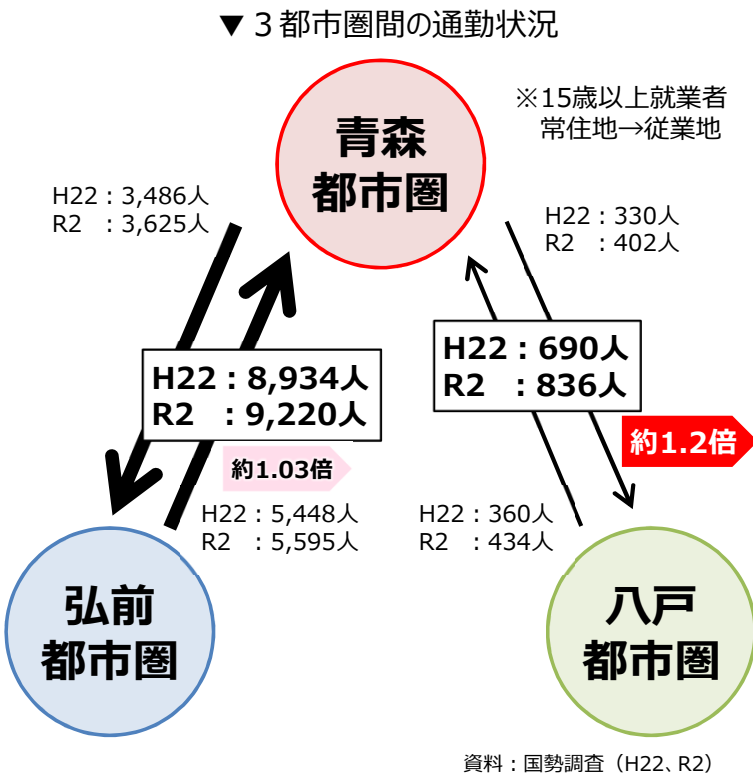 ▼３都市圏間の通勤状況
※15歳以上就業者
常住地→従業地
青森
都市圏
H22：3,486人
R2 ：3,625人
H22：330人
R2 ：402人
H22：8,934人
R2 ：9,220人
約1.03倍
H22：690人
R2 ：836人
約1.2倍
H22：5,448人
R2 ：5,595人
H22：360人
R2 ：434人
弘前
都市圏
八戸
都市圏
資料：国勢調査（H22、R2）